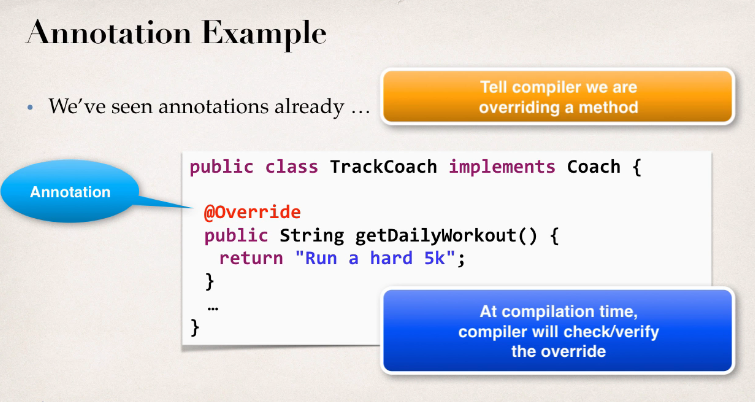 Annotation Example
• We’ve seen annotations already …
Tell compiler we are
overriding a method
Annotation
public class TrackCoach implements Coach {
@Override
public String getDailyWorkout() {
return "Run a hard 5k";
}
…
}
At compilation time,
compiler will check/verify
the override